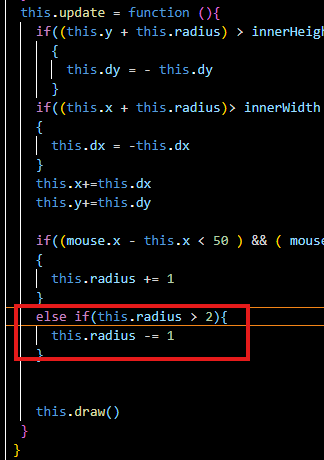 this.update = function (){
if((this.y + this.radius) > innerHeigh
{
this.dy = - this.dy
}
if((this.x + this.radius)> innerWidth
{
this.dx = -this.dx
}
this.x+=this.dx
this.y+=this.dy
if((mouse.x - this.x < 50 ) && ( mous
{
this.radius += 1
}
else if(this.radius > 2){
this.radius -= 1
}
this.draw()
}
}